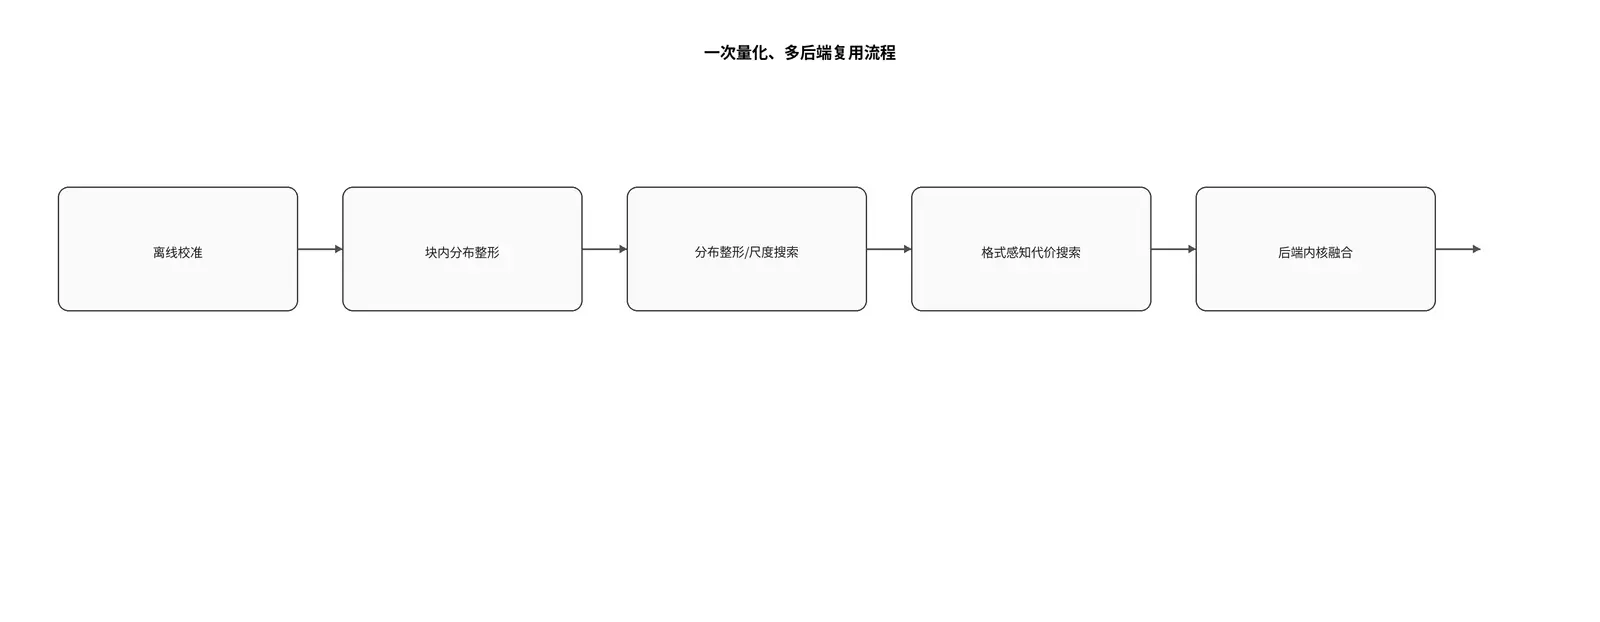 一次量化、多后端复用流程
离线校准
块内分布整形
分布整形/尺度搜索
格式感知代价搜索
后端内核融合